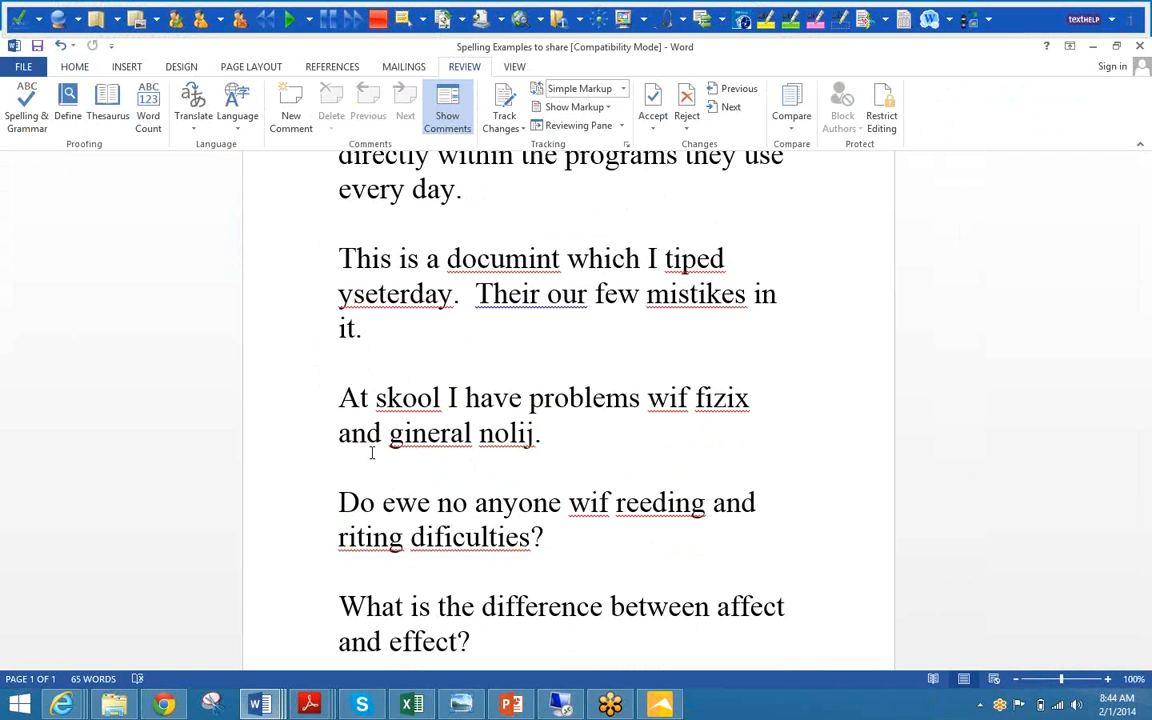 texthelp
Spelling Examples to share [Compatibility Mode] - Word
FILE HOME INSERT DESIGN PAGE LAYOUT REFERENCES MAILINGS REVIEW VIEW Sign in
Spelling & Grammar
Define
Thesaurus
Word Count
Translate
Language
New Comment
Delete
Previous
Next
Show Comments
Track Changes
Simple Markup
Show Markup
Reviewing Pane
Accept
Reject
Previous
Next
Compare
Block Authors
Restrict Editing
Proofing Language Comments Tracking Changes Compare Protect
directly within the programs they use
every day.
This is a documint which I tiped
yseterday. Their our few mistikes in
it.
At skool I have problems wif fizix
and gineral nolij.
Do ewe no anyone wif reeding and
riting dificulties?
What is the difference between affect
and effect?
PAGE 1 OF 1 65 WORDS 100%
8:44 AM
2/1/2014